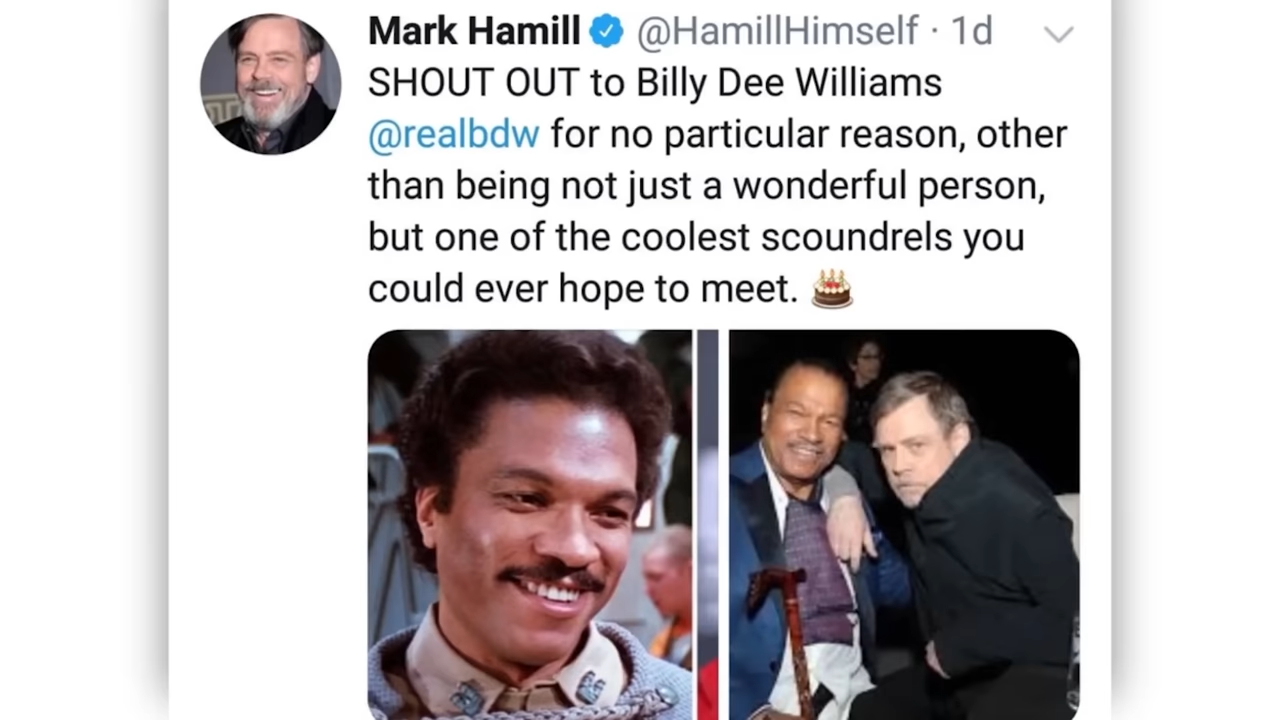 Mark Hamill @HamillHimself · 1d
SHOUT OUT to Billy Dee Williams
@realbdw for no particular reason, other
than being not just a wonderful person,
but one of the coolest scoundrels you
could ever hope to meet. 🎂